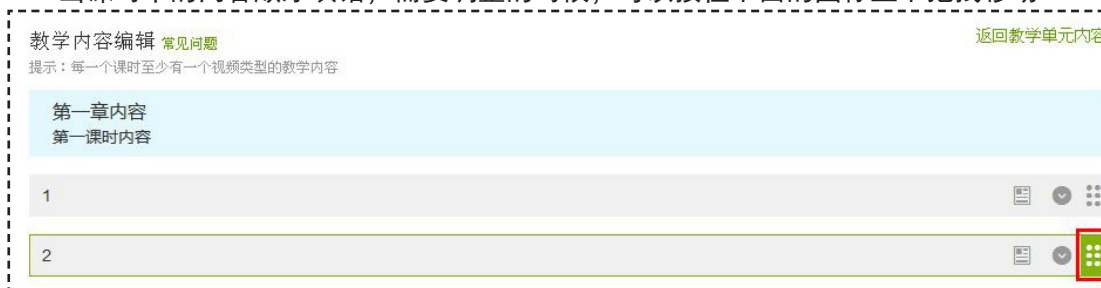 教学内容编辑 常见问题
返回教学单元内容
提示：每一个课时至少有一个视频类型的教学内容
第一章内容
第一课时内容
1
2